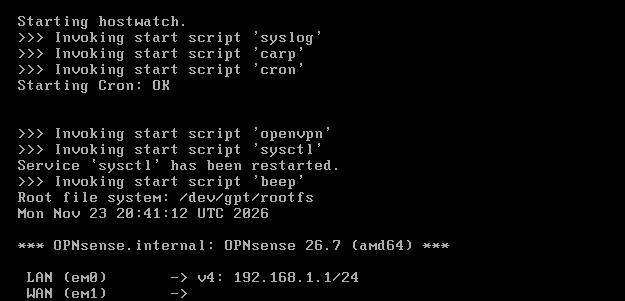 Starting hostwatch.
>>> Invoking start script 'syslog'
>>> Invoking start script 'carp'
>>> Invoking start script 'cron'
Starting Cron: OK
>>> Invoking start script 'openvpn'
>>> Invoking start script 'sysctl'
Service `sysctl' has been restarted.
>>> Invoking start script 'beep'
Root file system: /dev/gpt/rootfs
Mon Nov 23 20:41:12 UTC 2026
*** OPNsense.internal: OPNsense 26.7 (amd64) ***
LAN (em0) -> v4: 192.168.1.1/24
WAN (em1) ->